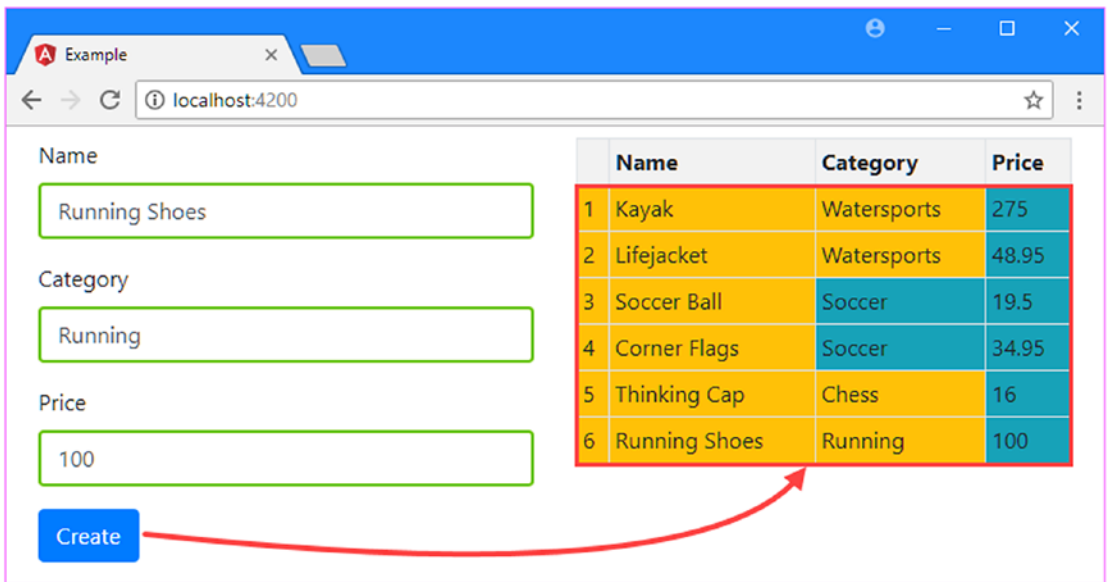 Example
localhost:4200
Name
Running Shoes
Category
Running
Price
100
Create
Name Category Price
1 Kayak Watersports 275
2 Lifejacket Watersports 48.95
3 Soccer Ball Soccer 19.5
4 Corner Flags Soccer 34.95
5 Thinking Cap Chess 16
6 Running Shoes Running 100